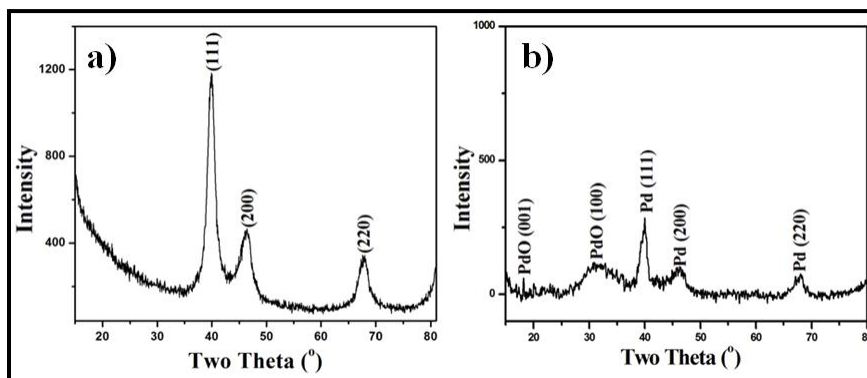 a)
(111)
(200)
(220)
1200
800
400
Intensity
20 30 40 50 60 70 80
Two Theta (°)
b)
1000
500
0
Intensity
PdO (001)
PdO (100)
Pd (111)
Pd (200)
Pd (220)
20 30 40 50 60 70 80
Two Theta (°)